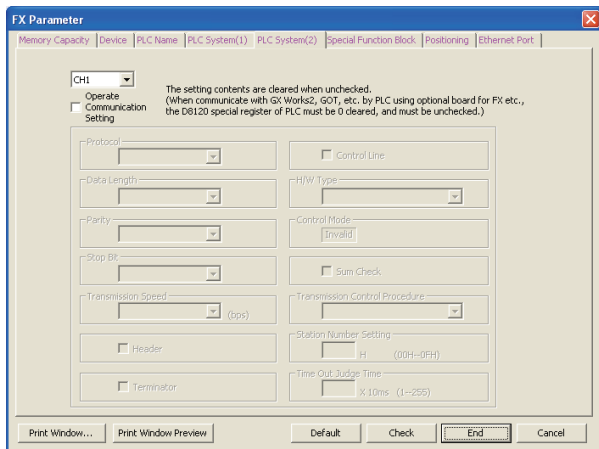 FX Parameter
Memory Capacity Device PLC Name PLC System(1) PLC System(2) Special Function Block Positioning Ethernet Port
CH1
Operate
Communication
Setting
The setting contents are cleared when unchecked.
(When communicate with GX Works2, GOT, etc. by PLC using optional board for FX etc.,
the D8120 special register of PLC must be 0 cleared, and must be unchecked.)
Protocol
Control Line
Data Length
H/W Type
Parity
Control Mode
Invalid
Stop Bit
Sum Check
Transmission Speed
(bps)
Transmission Control Procedure
Header
Station Number Setting
H (00H--0FH)
Terminator
Time Out Judge Time
X 10ms (1--255)
Print Window... Print Window Preview Default Check End Cancel